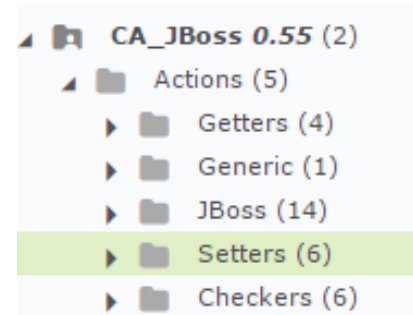 CA_JBoss 0.55 (2)
Actions (5)
Getters (4)
Generic (1)
JBoss (14)
Setters (6)
Checkers (6)